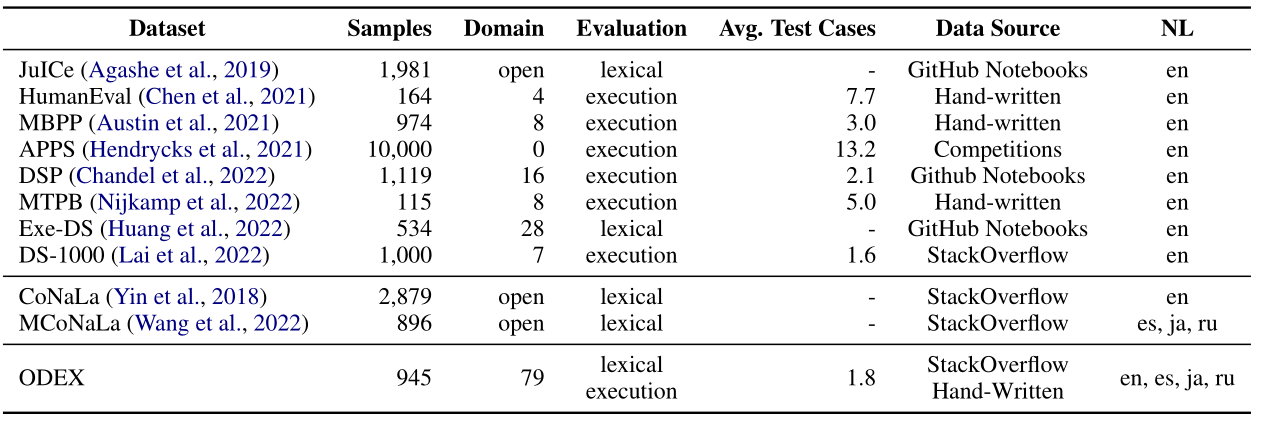 Dataset Samples Domain Evaluation Avg. Test Cases Data Source NL
JuICe (Agashe et al., 2019) 1,981 open lexical - GitHub Notebooks en
HumanEval (Chen et al., 2021) 164 4 execution 7.7 Hand-written en
MBPP (Austin et al., 2021) 974 8 execution 3.0 Hand-written en
APPS (Hendrycks et al., 2021) 10,000 0 execution 13.2 Competitions en
DSP (Chandel et al., 2022) 1,119 16 execution 2.1 Github Notebooks en
MTPB (Nijkamp et al., 2022) 115 8 execution 5.0 Hand-written en
Exe-DS (Huang et al., 2022) 534 28 lexical - GitHub Notebooks en
DS-1000 (Lai et al., 2022) 1,000 7 execution 1.6 StackOverflow en
CoNaLa (Yin et al., 2018) 2,879 open lexical - StackOverflow en
MCoNaLa (Wang et al., 2022) 896 open lexical - StackOverflow es, ja, ru
lexical StackOverflow
ODEX 945 79 1.8 en, es, ja, ru
execution Hand-Written